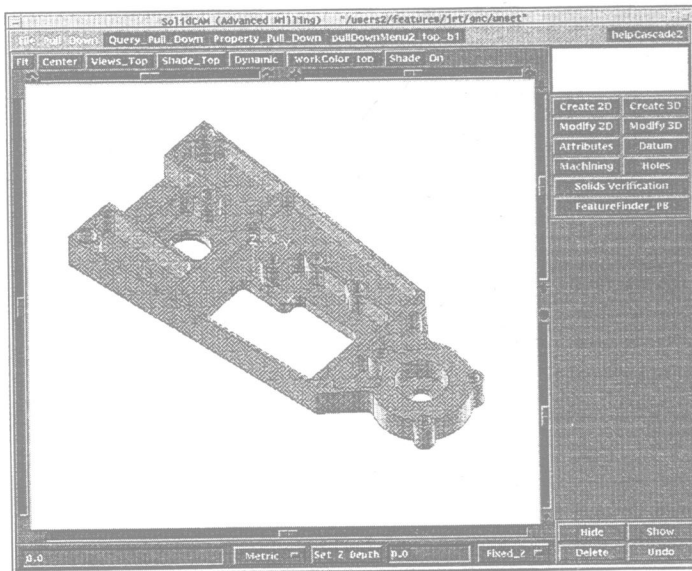 SolidCAM (Advanced Milling) "/users2/features/jrt/gnc/unset"
File_Pull_Down Query_Pull_Down Property_Pull_Down pullDownMenu2_top_b1 helpCascade2
Fit Center Views_Top Shade_Top Dynamic WorkColor_top Shade On
Create 2D Create 3D
Modify 2D Modify 3D
Attributes Datum
Machining Holes
Solids Verification
FeatureFinder_PB
Hide Show
0.0 Metric Set Z Depth 0.0 Fixed_Z Delete Undo